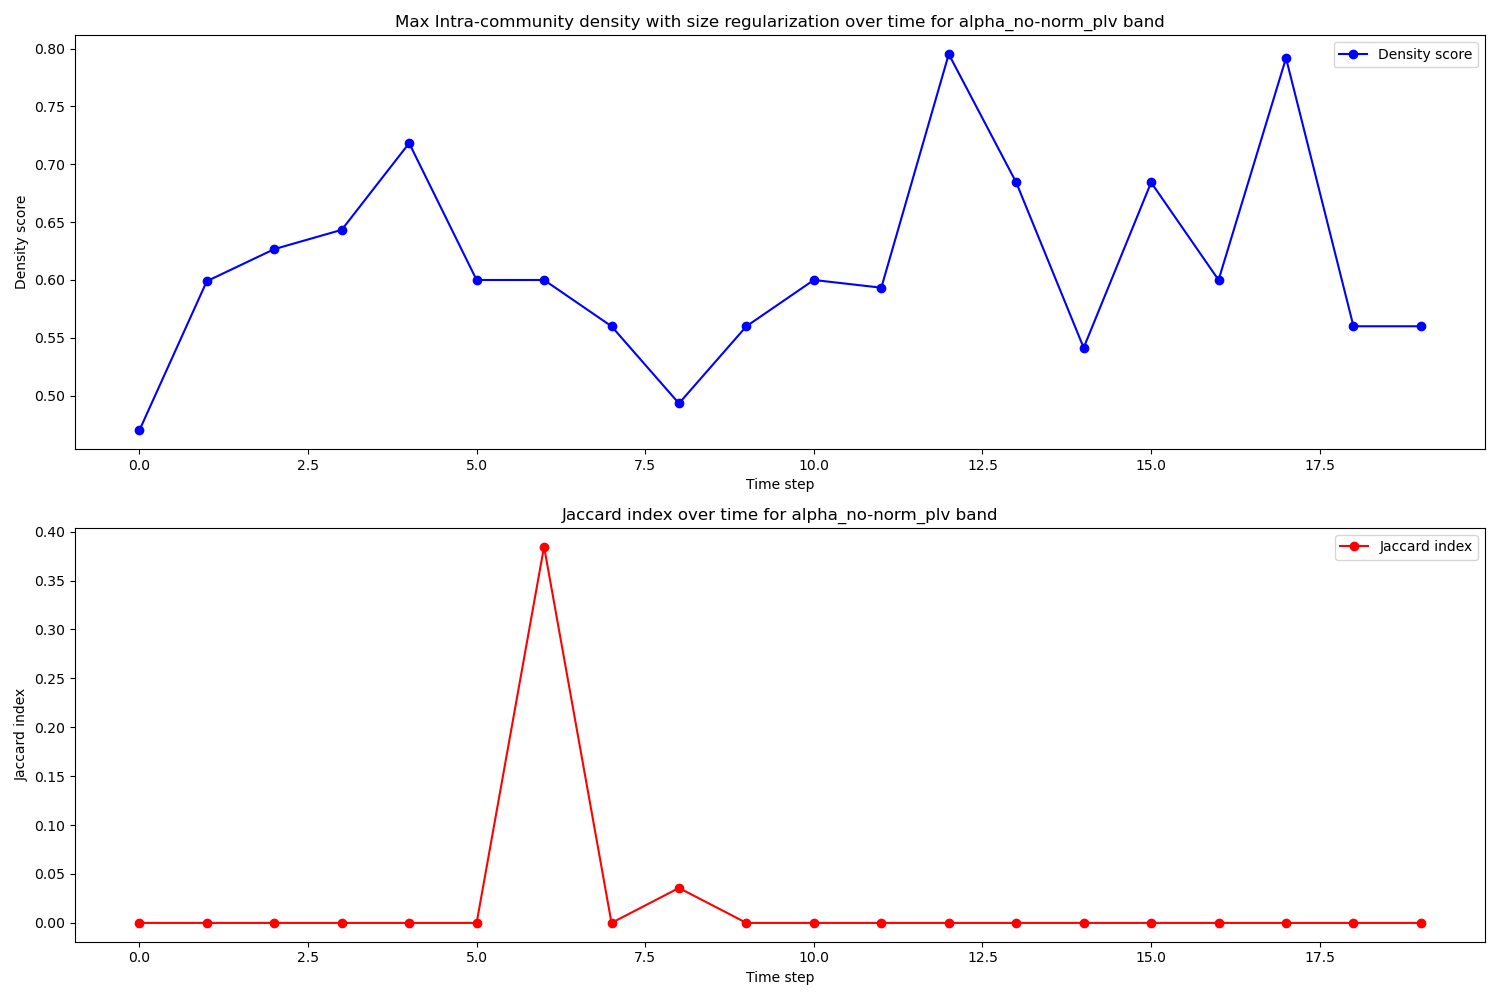 Max Intra-community density with size regularization over time for alpha_no-norm_plv band
Density score
0.80
0.75
0.70
0.65
0.60
0.55
0.50
Density score
0.0 2.5 5.0 7.5 10.0 12.5 15.0 17.5
Time step
Jaccard index over time for alpha_no-norm_plv band
Jaccard index
0.40
0.35
0.30
0.25
0.20
0.15
0.10
0.05
0.00
Jaccard index
0.0 2.5 5.0 7.5 10.0 12.5 15.0 17.5
Time step